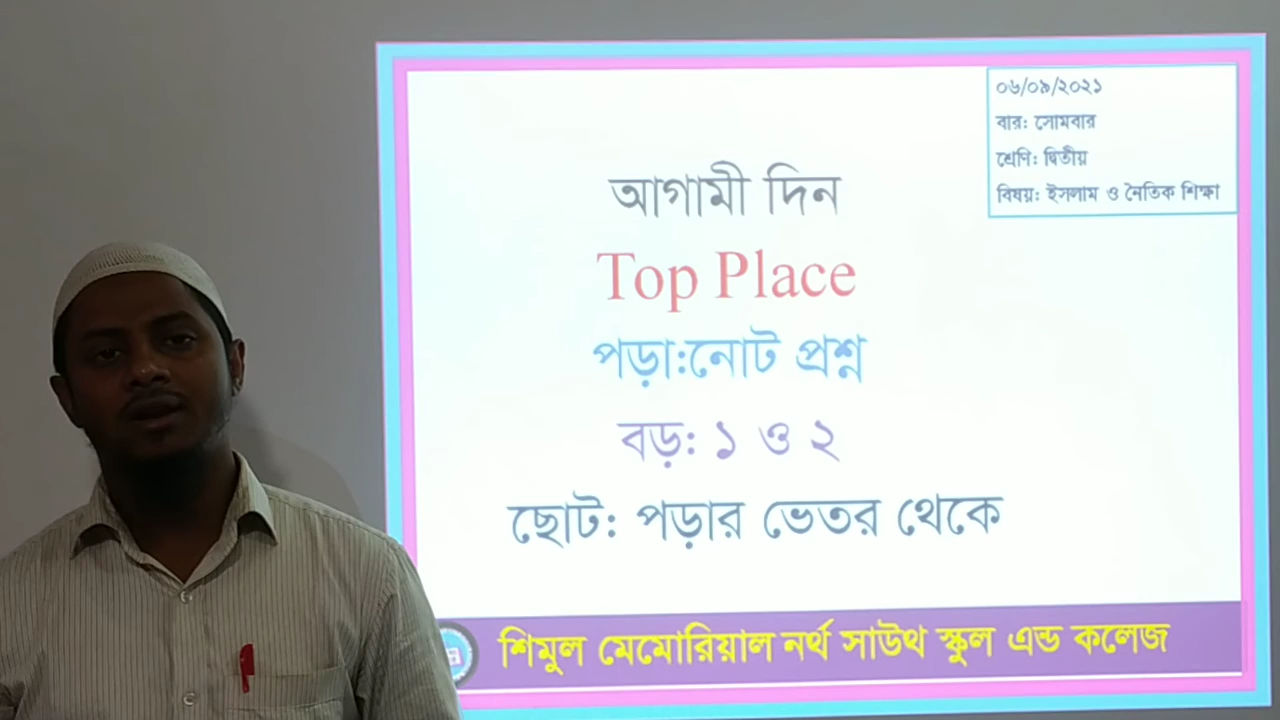 ০৬/০৯/২০২১
বার: সোমবার
শ্রেণি: দ্বিতীয়
বিষয়: ইসলাম ও নৈতিক শিক্ষা
আগামী দিন
Top Place
পড়া:নোট প্রশ্ন
বড়: ১ ও ২
ছোট: পড়ার ভেতর থেকে
শিমুল মেমোরিয়াল নর্থ সাউথ স্কুল এন্ড কলেজ